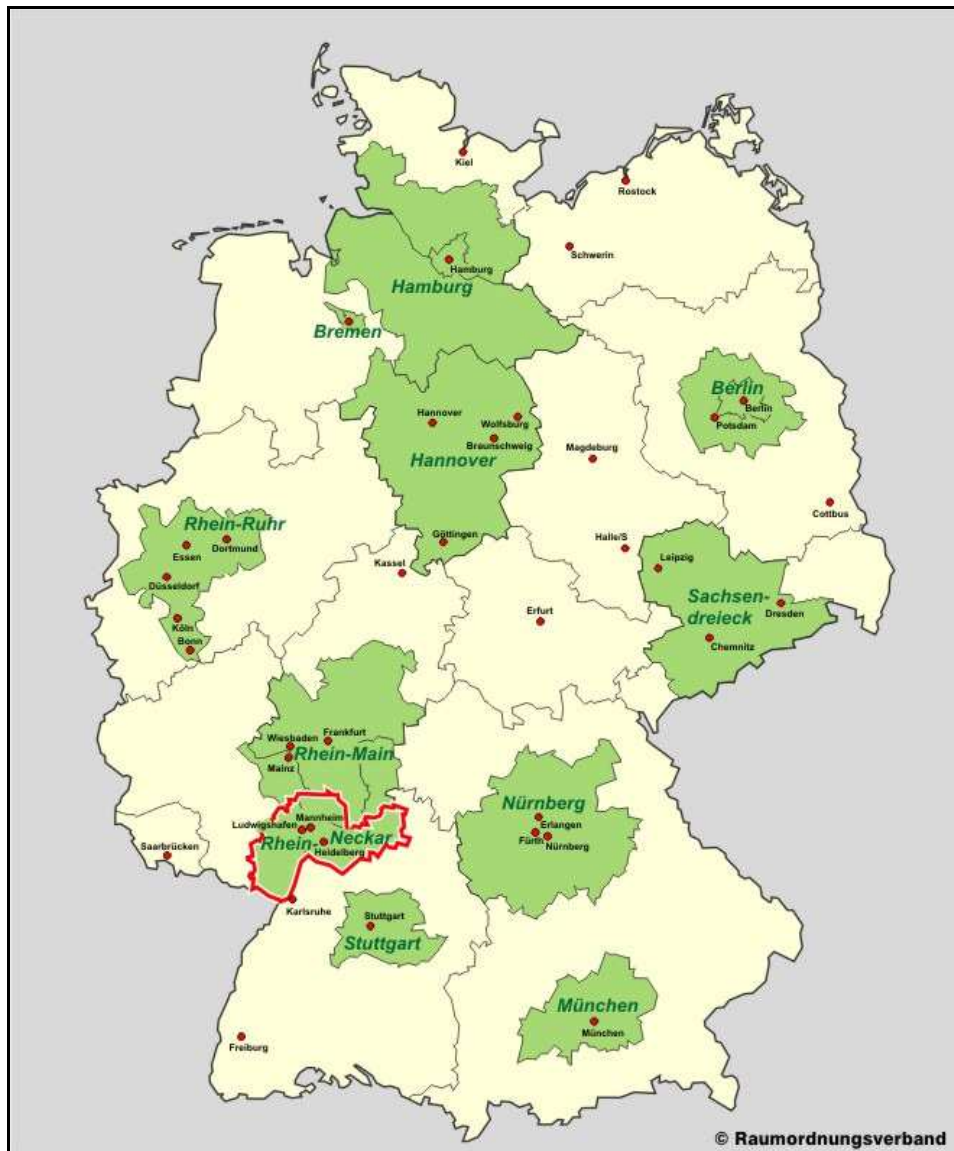 Kiel
Rostock
Schwerin
Hamburg
Hamburg
Bremen
Berlin
Berlin
Potsdam
Hannover
Wolfsburg
Braunschweig
Hannover
Magdeburg
Cottbus
Rhein-Ruhr
Dortmund
Essen
Düsseldorf
Köln
Bonn
Göttingen
Kassel
Halle/S
Leipzig
Sachsen-
dreieck
Dresden
Chemnitz
Erfurt
Wiesbaden
Frankfurt
Rhein-Main
Mainz
Mannheim
Ludwigshafen
Rhein-
Neckar
Heidelberg
Nürnberg
Erlangen
Fürth
Nürnberg
Saarbrücken
Karlsruhe
Stuttgart
Stuttgart
München
München
Freiburg
© Raumordnungsverband